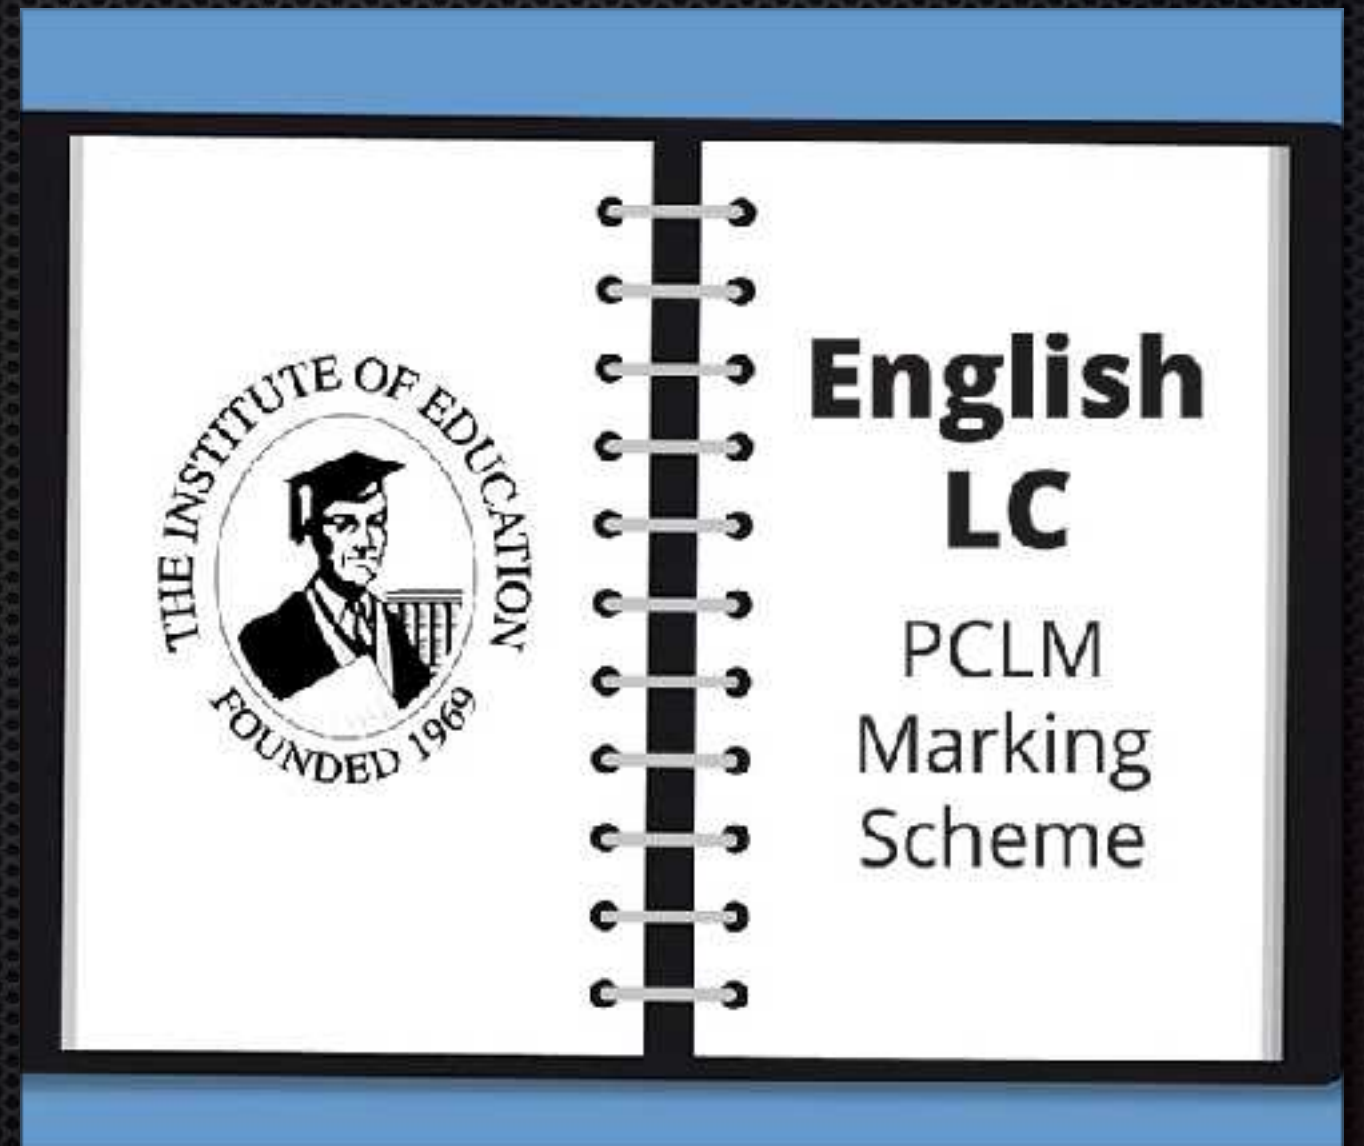 THE INSTITUTE OF EDUCATION
FOUNDED 1969
English
LC
PCLM
Marking
Scheme